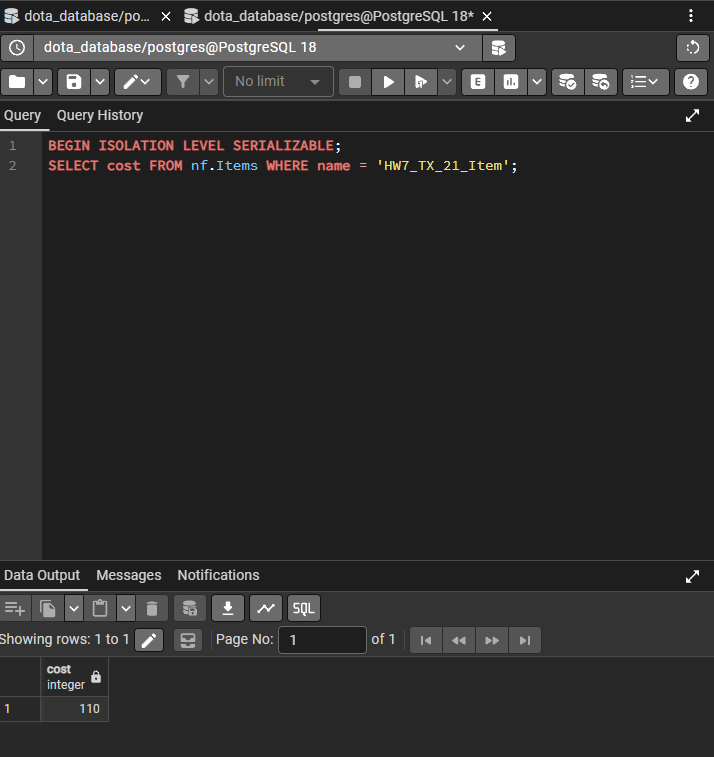 dota_database/po...
dota_database/postgres@PostgreSQL 18*
dota_database/postgres@PostgreSQL 18
No limit
E
Query
Query History
1
BEGIN ISOLATION LEVEL SERIALIZABLE;
2
SELECT cost FROM nf.Items WHERE name = 'HW7_TX_21_Item';
Data Output
Messages
Notifications
SQL
Showing rows: 1 to 1
Page No:
1
of 1
cost
integer
1
110